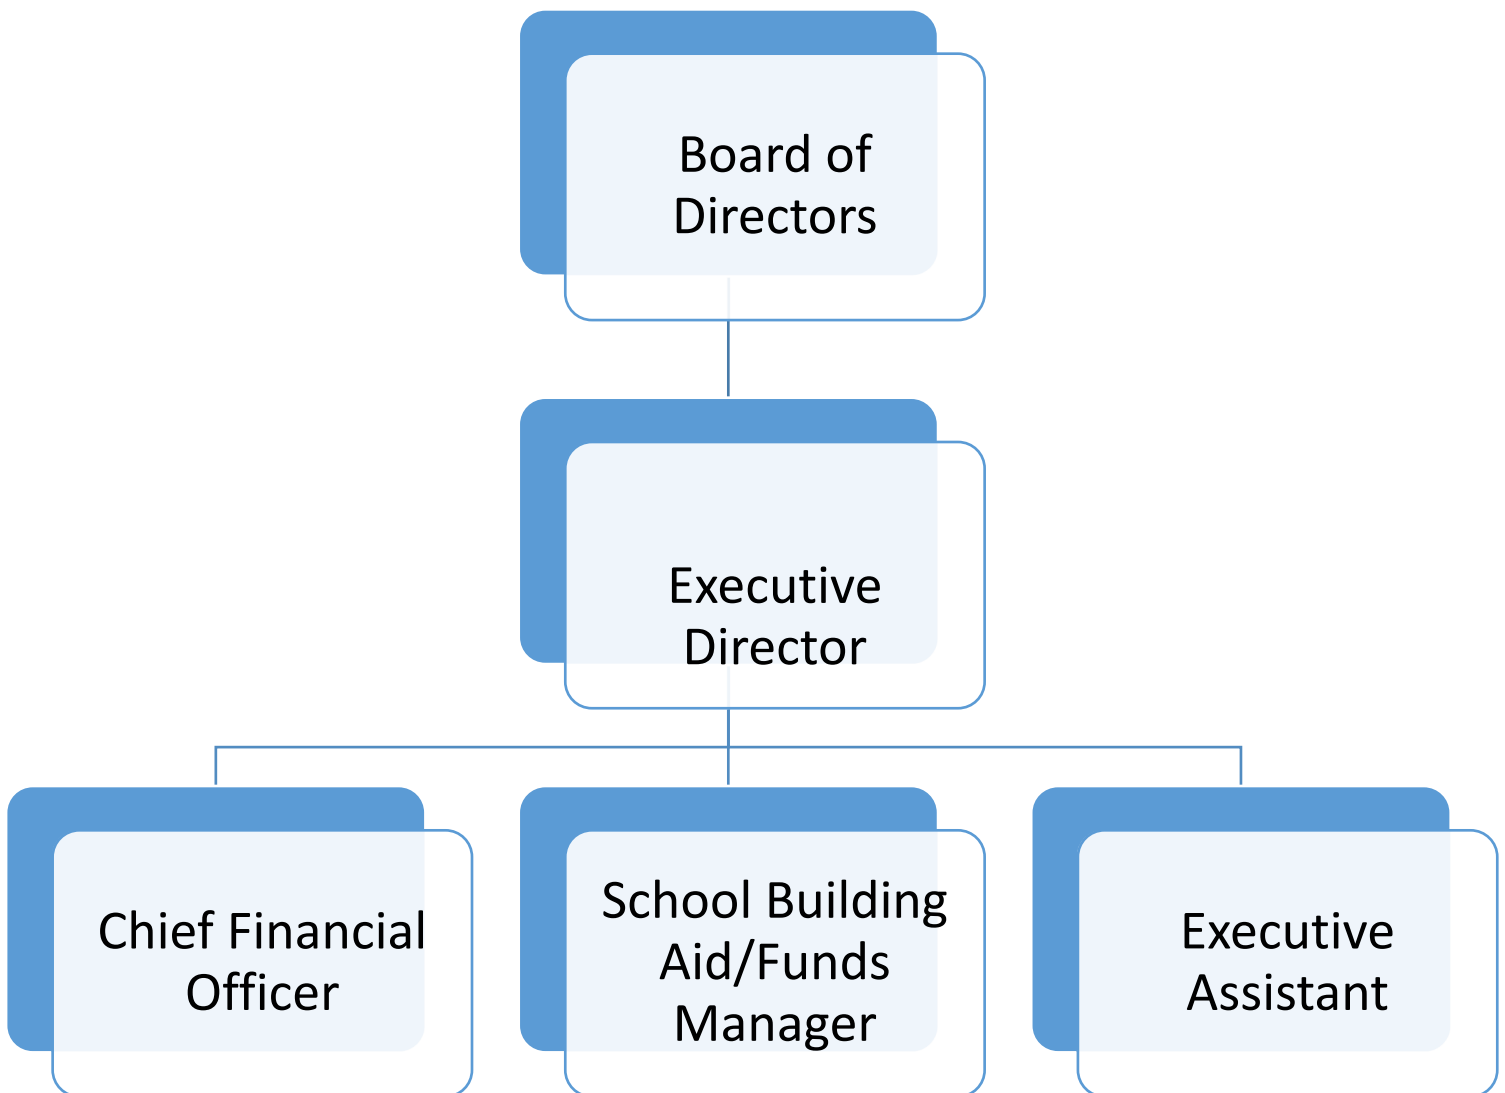 Board of
Directors
Executive
Director
Chief Financial
Officer
School Building
Aid/Funds
Manager
Executive
Assistant